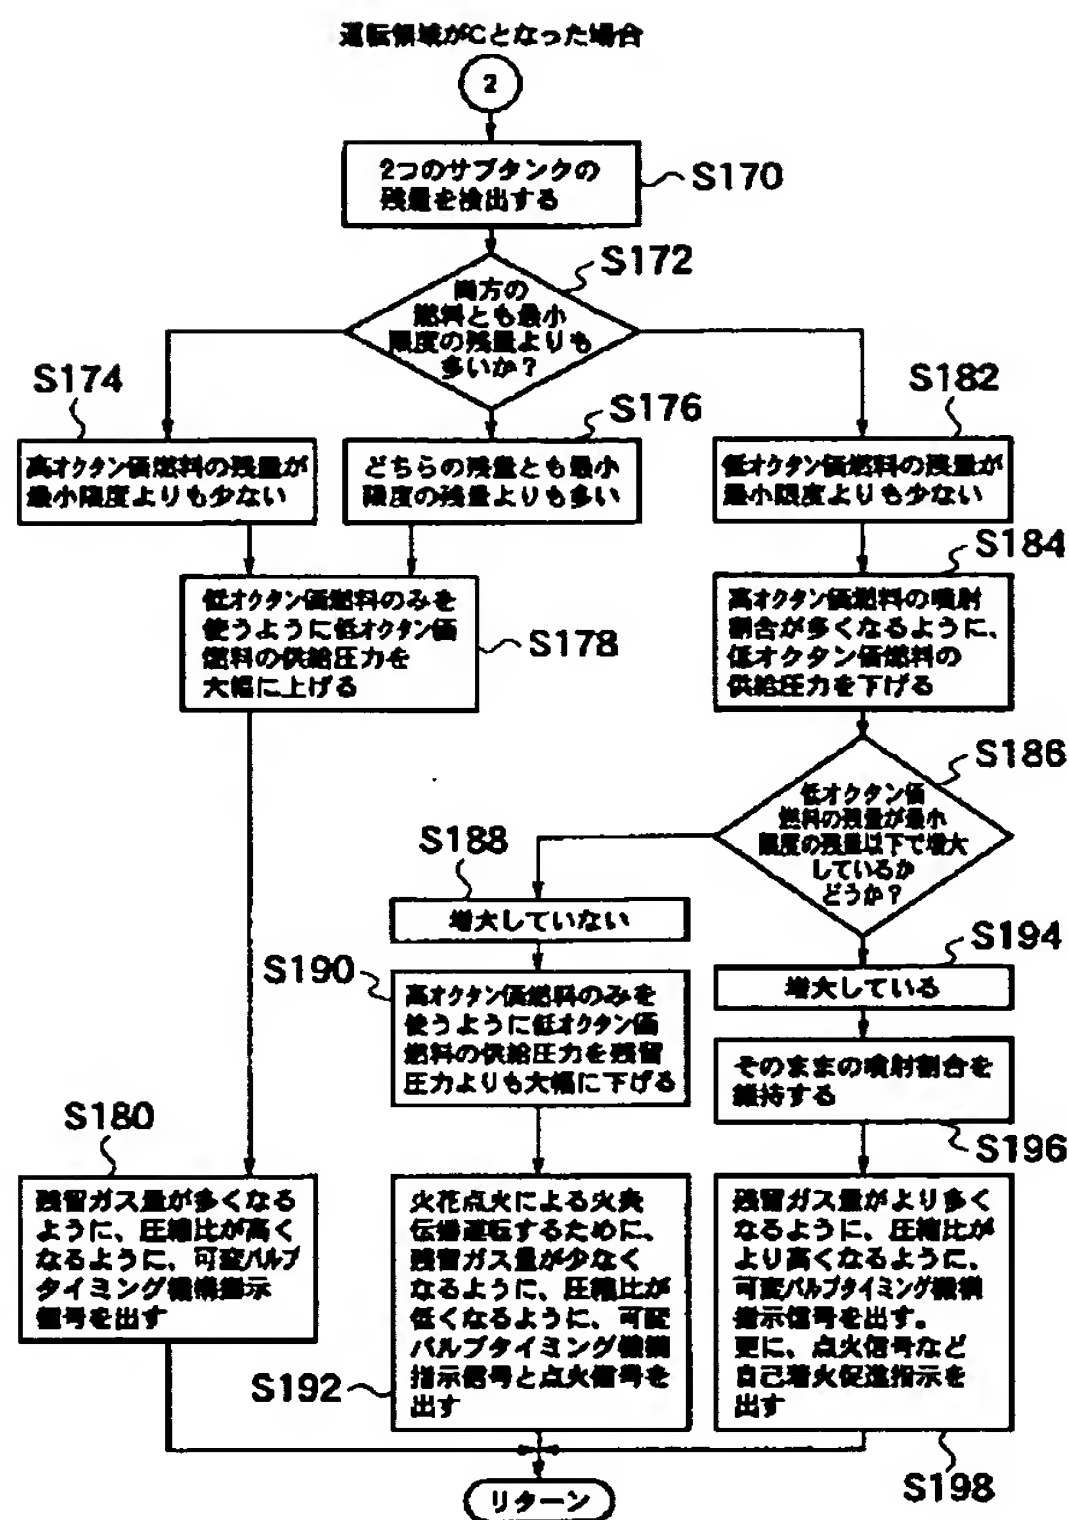 運転領域がCとなった場合
2
2つのサブタンクの
残量を検出する
S170
S172
両方の
燃料とも最小
限度の残量よりも
多いか？
S174
高オクタン価燃料の残量が
最小限度よりも少ない
S176
どちらの残量とも最小
限度の残量よりも多い
S182
低オクタン価燃料の残量が
最小限度よりも少ない
低オクタン価燃料のみを
使うように低オクタン価
燃料の供給圧力を
大幅に上げる
S178
S184
高オクタン価燃料の噴射
割合が多くなるように、
低オクタン価燃料の
供給圧力を下げる
S186
低オクタン価
燃料の残量が最小
限度の残量以下で増大
しているか
どうか？
S188
増大していない
S194
増大している
S190
高オクタン価燃料のみを
使うように低オクタン価
燃料の供給圧力を残留
圧力よりも大幅に下げる
そのままの噴射割合を
維持する
S196
S180
残留ガス量が多くなる
ように、圧縮比が高く
なるように、可変バルブ
タイミング機構指示
信号を出す
火花点火による火炎
伝播運転するために、
残留ガス量が少なく
なるように、圧縮比が
低くなるように、可変
バルブタイミング機構
指示信号と点火信号を
出す
S192
残留ガス量がより多く
なるように、圧縮比が
より高くなるように、
可変バルブタイミング機構
指示信号を出す。
更に、点火信号など
自己着火促進指示を
出す
S198
リターン